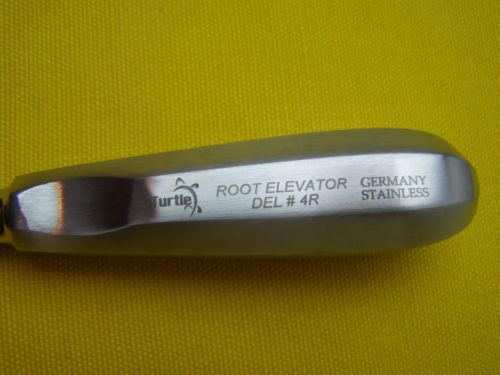 Turtle
ROOT ELEVATOR
DEL # 4R
GERMANY
STAINLESS